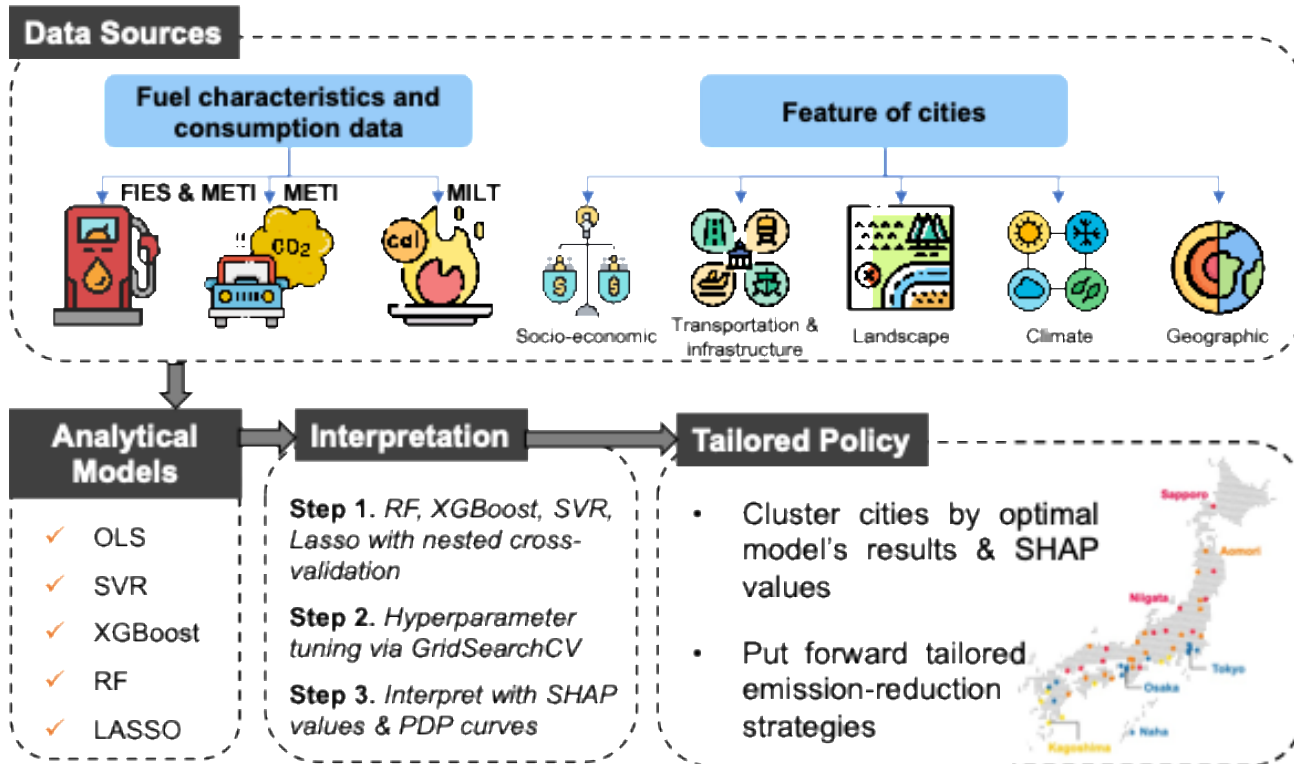 Data Sources
Fuel characteristics and
consumption data
Feature of cities
FIES & METI
METI
MILT
CO2
cal
Socio-economic
Transportation &
infrastructure
Landscape
Climate
Geographic
Analytical
Models
✓ OLS
✓ SVR
✓ XGBoost
✓ RF
✓ LASSO
Interpretation
Step 1. RF, XGBoost, SVR,
Lasso with nested cross-
validation
Step 2. Hyperparameter
tuning via GridSearchCV
Step 3. Interpret with SHAP
values & PDP curves
Tailored Policy
• Cluster cities by optimal
model's results & SHAP
values
• Put forward tailored
emission-reduction
strategies
Sapporo
Aomori
Niigata
Tokyo
Osaka
Naha
Kagoshima